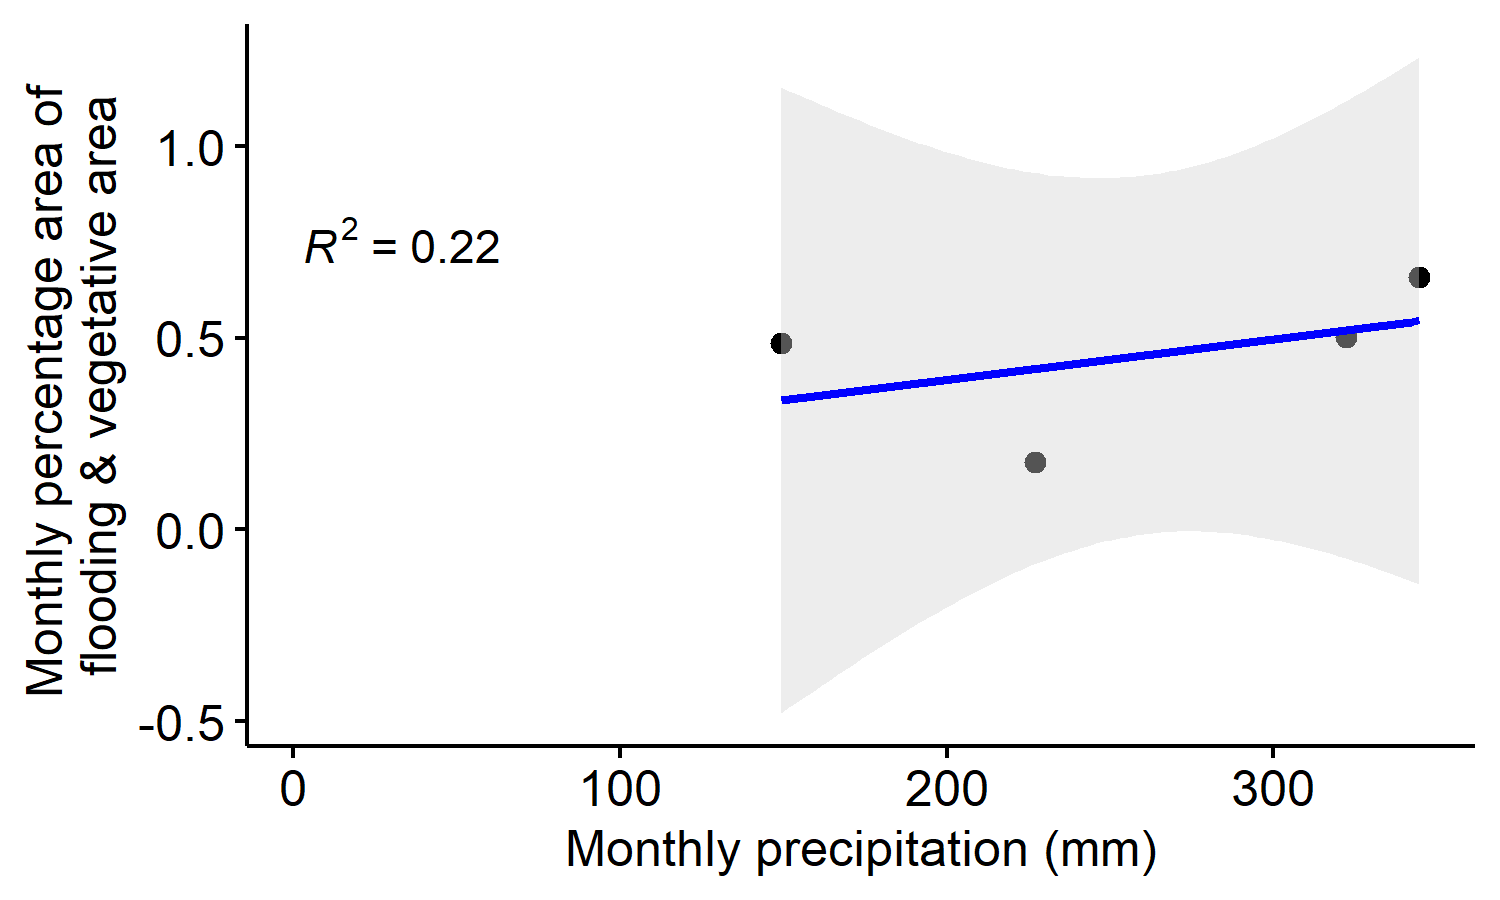 Monthly percentage area of
flooding & vegetative area
1.0
0.5
0.0
-0.5
R² = 0.22
0 100 200 300
Monthly precipitation (mm)